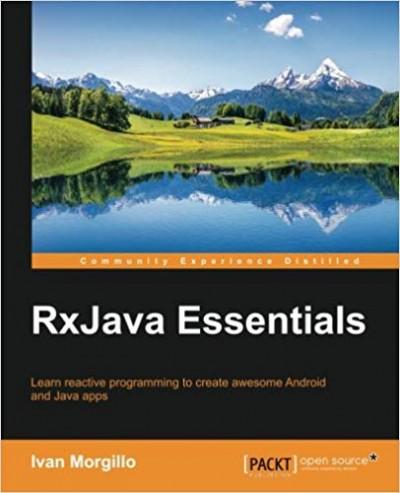 Community Experience Distilled
RxJava Essentials
Learn reactive programming to create awesome Android
and Java apps
Ivan Morgillo
[PACKT] open source*
PUBLISHING